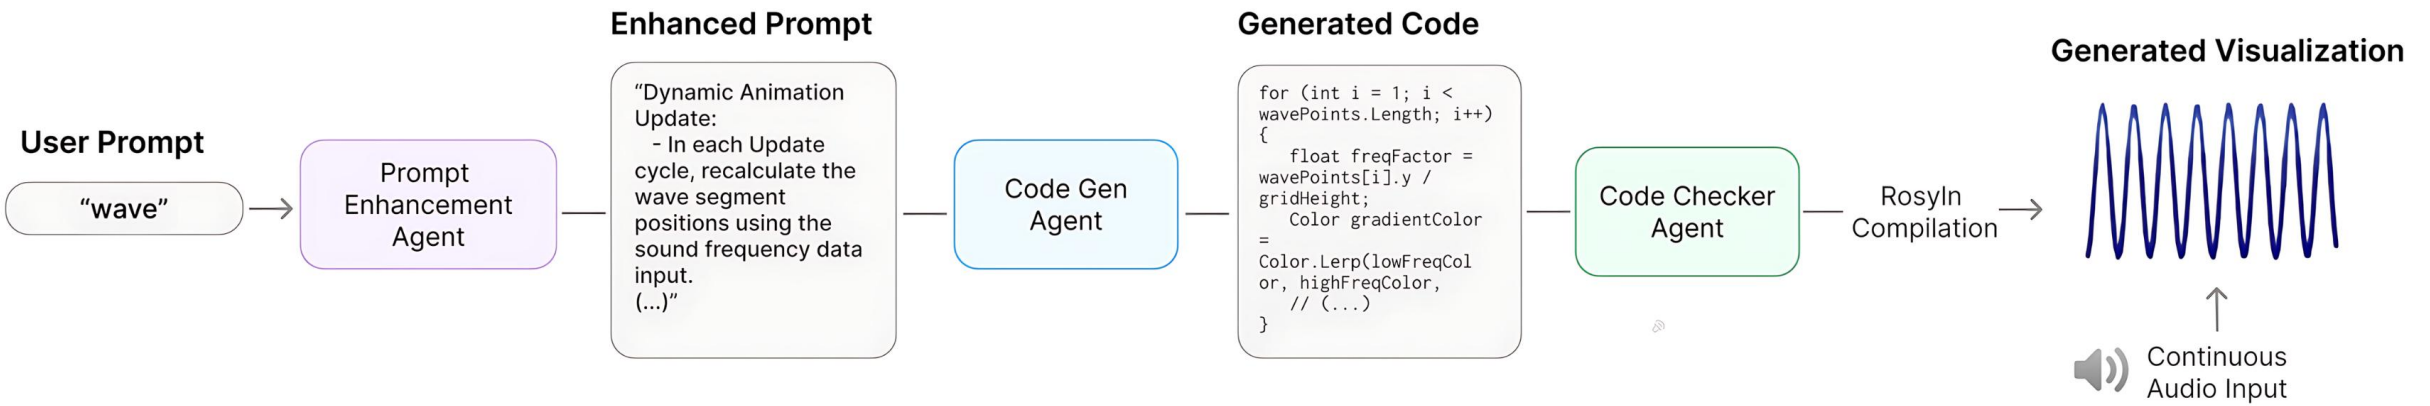 User Prompt
“wave”
Prompt
Enhancement
Agent
Enhanced Prompt
“Dynamic Animation
Update:
- In each Update
cycle, recalculate the
wave segment
positions using the
sound frequency data
input.
(...)”
Code Gen
Agent
Generated Code
for (int i = 1; i <
wavePoints.Length; i++)
{
float freqFactor =
wavePoints[i].y /
gridHeight;
Color gradientColor
=
Color.Lerp(lowFreqCol
or, highFreqColor,
// (...)
}
Code Checker
Agent
Rosyln
Compilation
Generated Visualization
Continuous
Audio Input